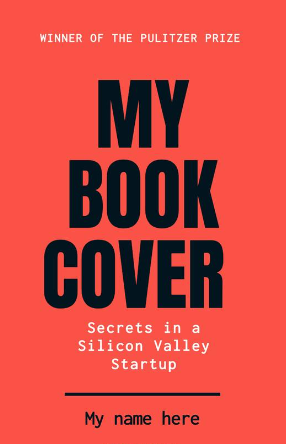 WINNER OF THE PULITZER PRIZE
MY
BOOK
COVER
Secrets in a
Silicon Valley
Startup
My name here